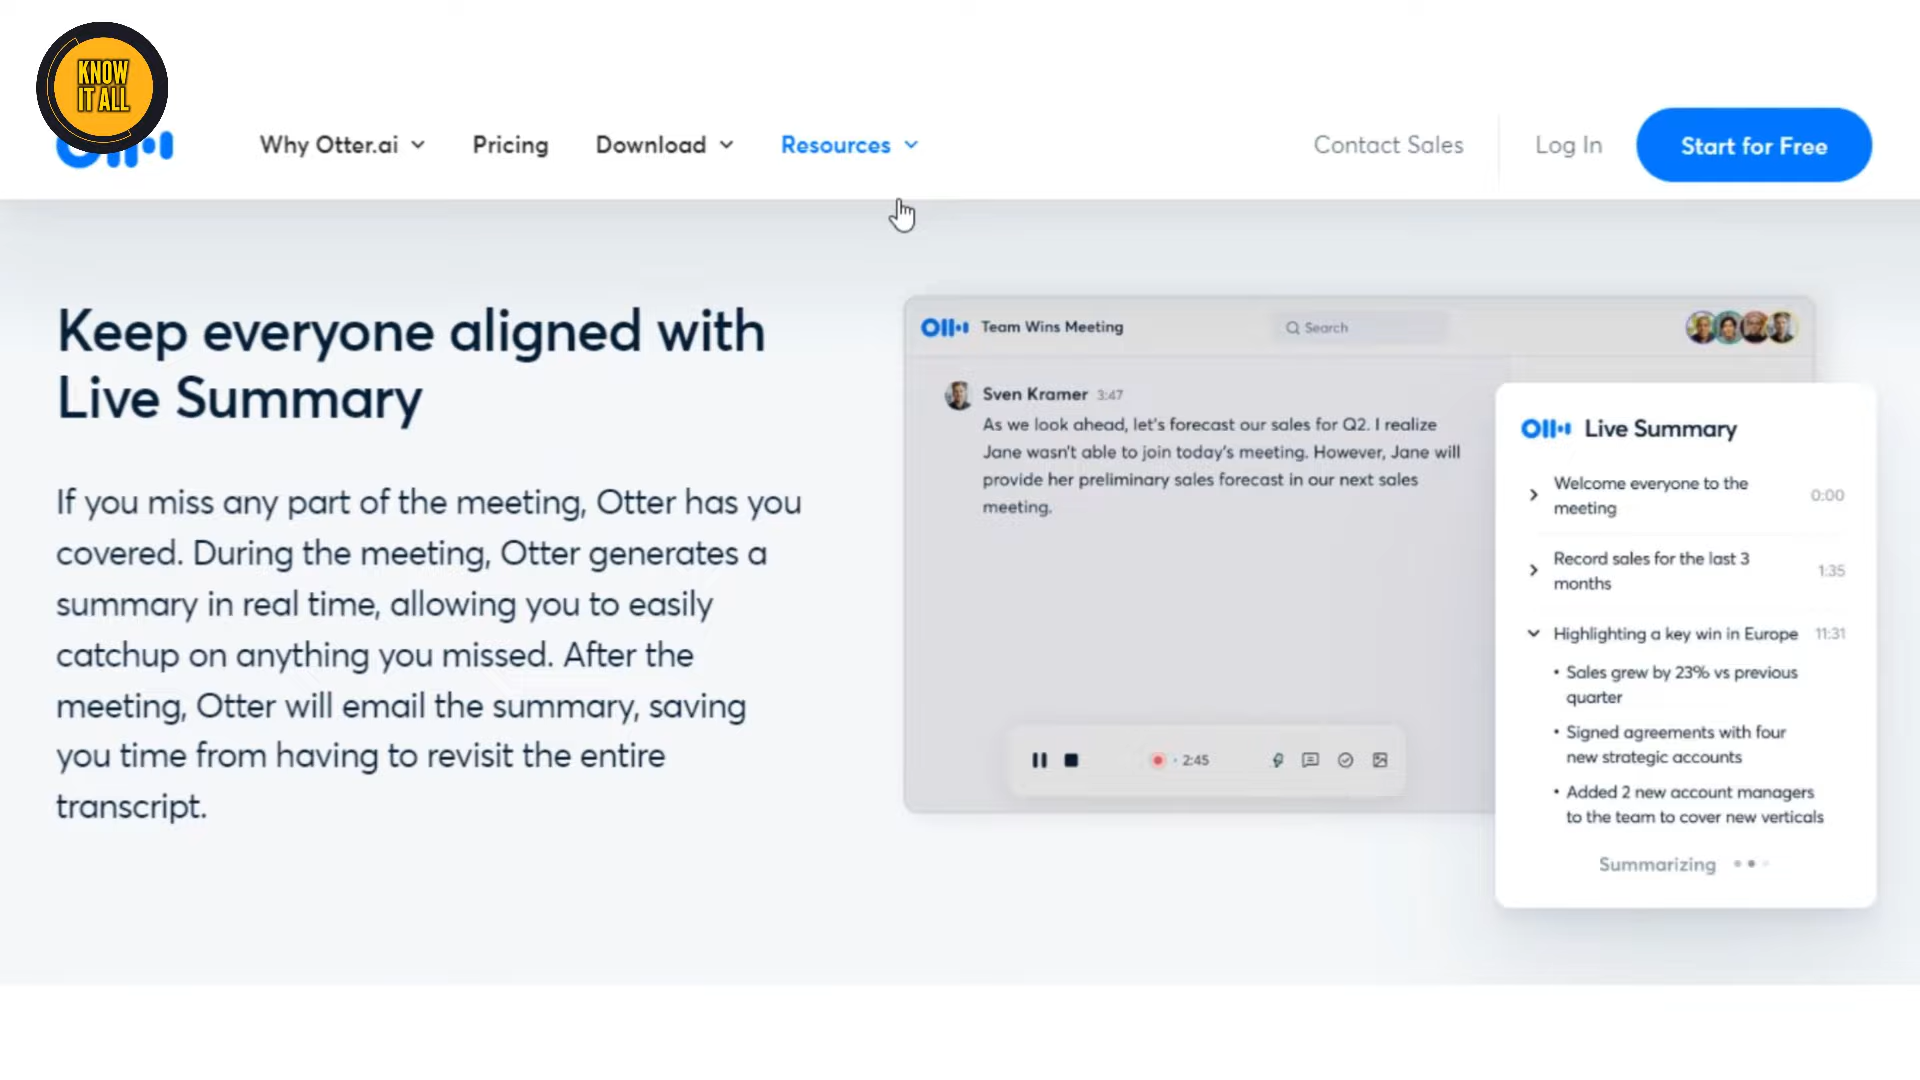 KNOW
IT ALL
Why Otter.ai
Pricing
Download
Resources
Contact Sales
Log In
Start for Free
Keep everyone aligned with
Live Summary
If you miss any part of the meeting, Otter has you
covered. During the meeting, Otter generates a
summary in real time, allowing you to easily
catchup on anything you missed. After the
meeting, Otter will email the summary, saving
you time from having to revisit the entire
transcript.
Team Wins Meeting
Search
Sven Kramer 3:47
As we look ahead, let's forecast our sales for Q2. I realize
Jane wasn't able to join today's meeting. However, Jane will
provide her preliminary sales forecast in our next sales
meeting.
2:45
Live Summary
Welcome everyone to the
meeting
0:00
Record sales for the last 3
months
1:35
Highlighting a key win in Europe 11:31
• Sales grew by 23% vs previous
quarter
• Signed agreements with four
new strategic accounts
• Added 2 new account managers
to the team to cover new verticals
Summarizing